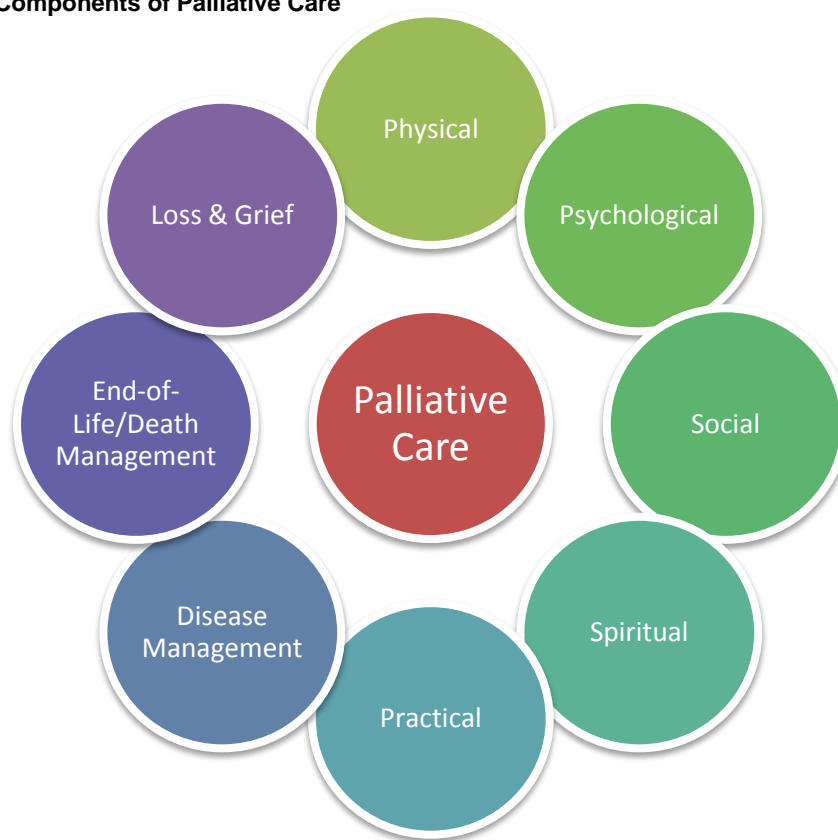 Components of Palliative Care
Physical
Psychological
Social
Spiritual
Practical
Disease
Management
End-of-
Life/Death
Management
Loss & Grief
Palliative
Care